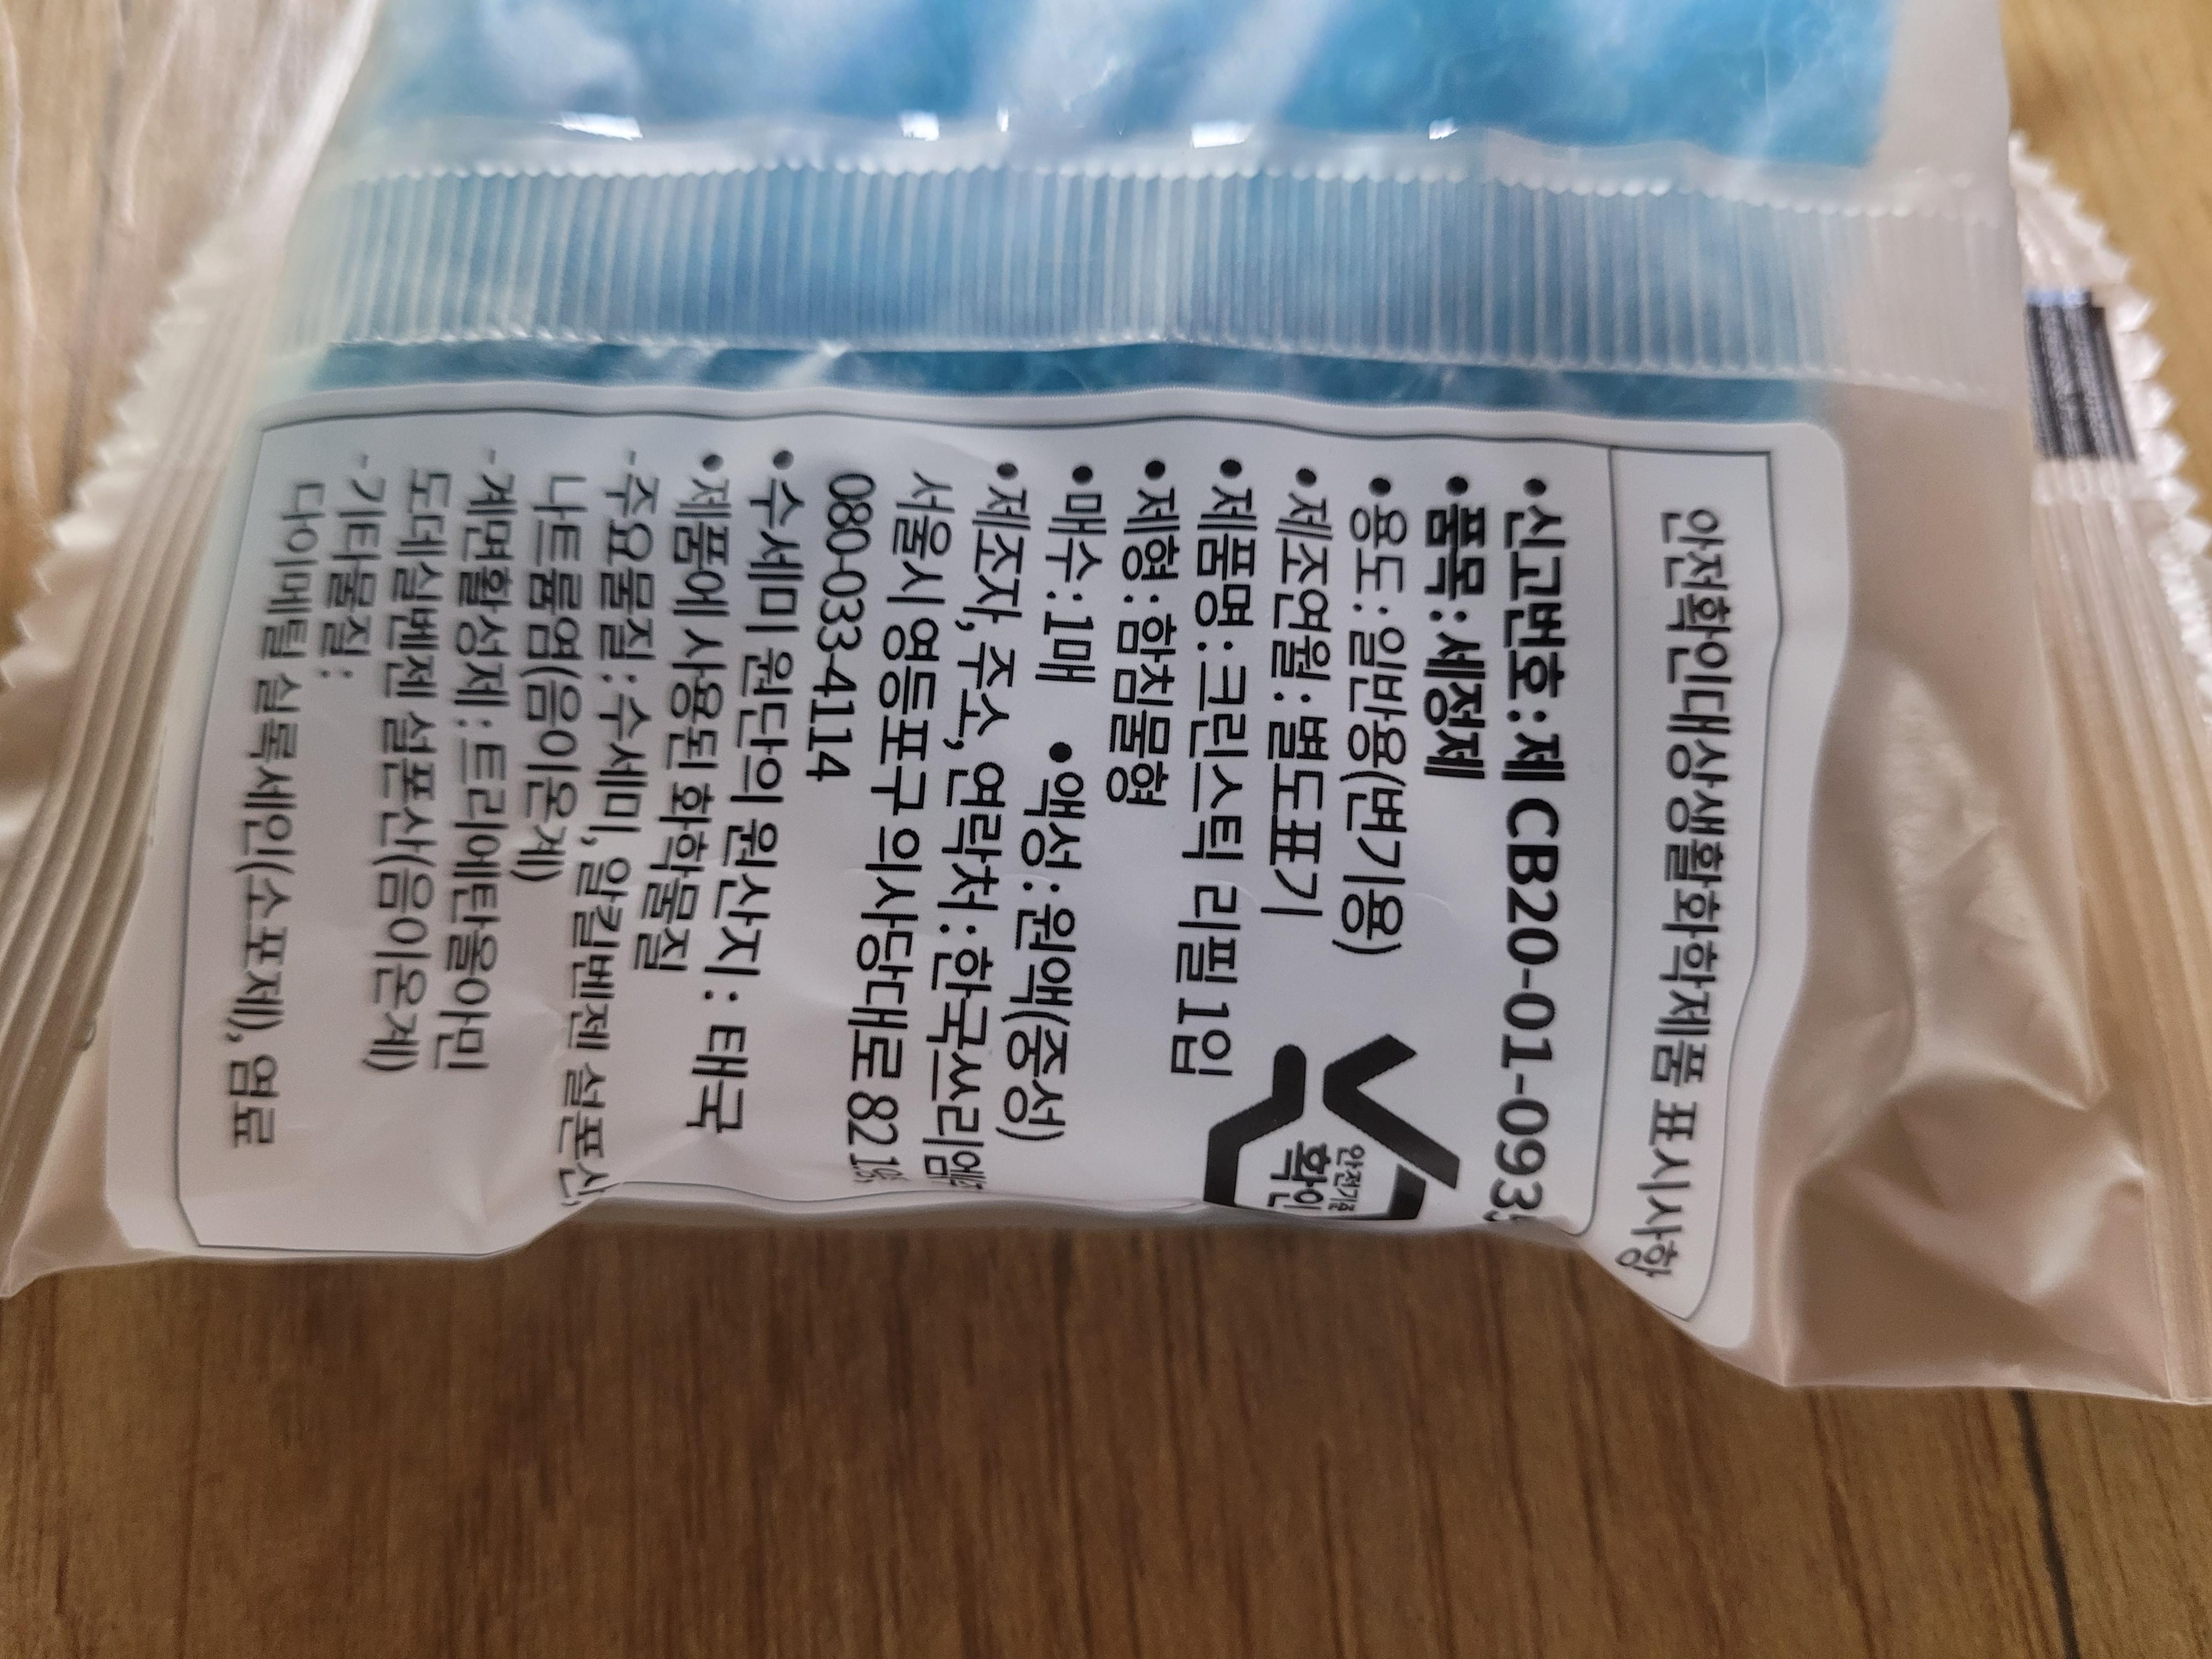 안전확인대상생활화학제품 표시사항
•신고번호 : 제 CB20-01-093
•품목 : 세정제
•용도 : 일반용(변기용)
•제조연월 : 별도표기
•제품명 : 크린스틱 리필 1입
•제형 : 함침물형
•매수 : 1매 •액성 : 원액(중성)
•제조자, 주소, 연락처 : 한국쓰리엠
서울시 영등포구 의사당대로 82
080-033-4114
•수세미 원단의 원산지 : 태국
•제품에 사용된 화학물질
-주요물질 : 수세미, 알킬벤젠 설폰산
나트륨염(음이온계)
-계면활성제 : 트리에탄올아민
도데실벤젠 설포산(음이온계)
-기타물질 :
다이메틸 실록세인(소포제), 염료
확인